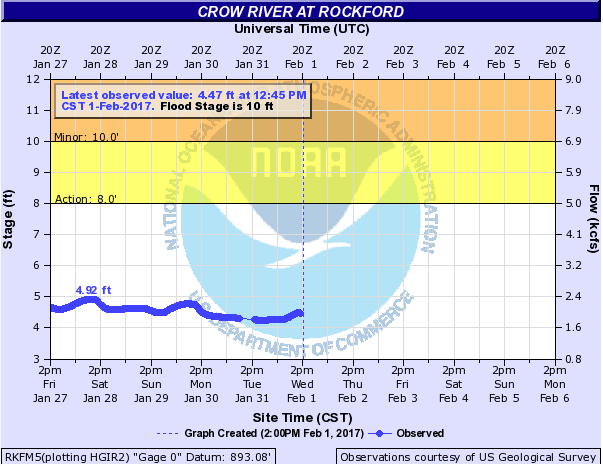 CROW RIVER AT ROCKFORD
Universal Time (UTC)
20Z 20Z 20Z 20Z 20Z 20Z 20Z 20Z 20Z 20Z 20Z
Jan 27 Jan 28 Jan 29 Jan 30 Jan 31 Feb 1 Feb 2 Feb 3 Feb 4 Feb 5 Feb 6
Latest observed value: 4.47 ft at 12:45 PM
CST 1-Feb-2017. Flood Stage is 10 ft
12 9.0
11 7.9
Minor: 10.0'
10 6.9
9 5.9
Action: 8.0'
8 5.0
7 4.1
6 3.2
5 2.4
4 1.6
3 0.8
Stage (ft)
Flow (kcfs)
NATIONAL OCEANIC AND ATMOSPHERIC ADMINISTRATION
NOAA
U.S. DEPARTMENT OF COMMERCE
4.92 ft
2pm 2pm 2pm 2pm 2pm 2pm 2pm 2pm 2pm 2pm 2pm
Fri Sat Sun Mon Tue Wed Thu Fri Sat Sun Mon
Jan 27 Jan 28 Jan 29 Jan 30 Jan 31 Feb 1 Feb 2 Feb 3 Feb 4 Feb 5 Feb 6
Site Time (CST)
Graph Created (2:00PM Feb 1, 2017) Observed
RKFM5(plotting HGIR2) "Gage 0" Datum: 893.08'
Observations courtesy of US Geological Survey